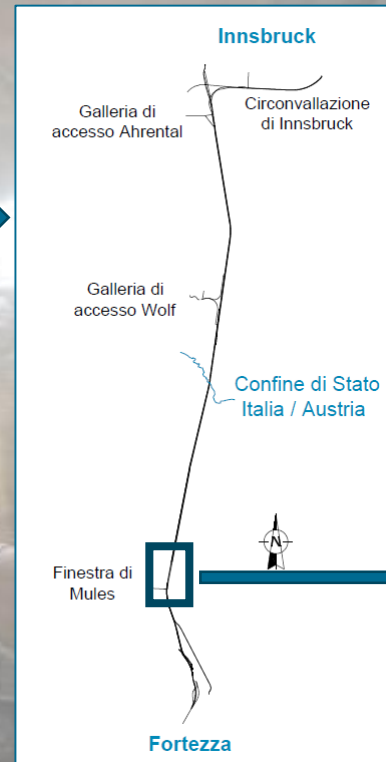 Innsbruck
Galleria di
accesso Ahrental
Circonvallazione
di Innsbruck
Galleria di
accesso Wolf
Confine di Stato
Italia / Austria
N
Finestra di
Mules
Fortezza